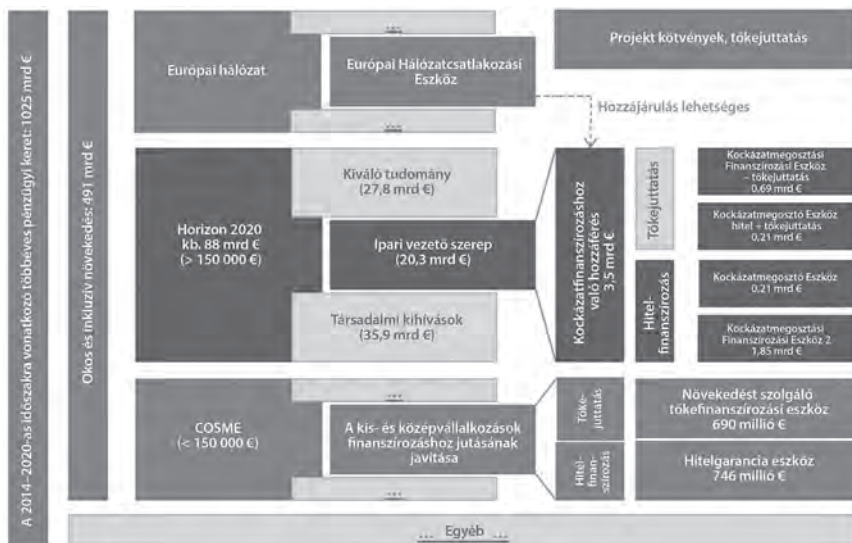 A 2014–2020-as időszakra vonatkozó többéves pénzügyi keret: 1025 mrd €
Okos és inkluzív növekedés: 491 mrd €
Európai hálózat
...
Európai Hálózatcsatlakozási
Eszköz
...
Projekt kötvények, tőkejuttatás
Hozzájárulás lehetséges
Horizon 2020
kb. 88 mrd €
(> 150 000 €)
Kiváló tudomány
(27,8 mrd €)
Ipari vezető szerep
(20,3 mrd €)
Társadalmi kihívások
(35,9 mrd €)
Kockázatfinanszírozáshoz
való hozzáférés
3,5 mrd €
Tőkejuttatás
Kockázatmegosztási
Finanszírozási Eszköz
– tőkejuttatás
0,69 mrd €
Kockázatmegosztó Eszköz
hitel + tőkejuttatás
0,21 mrd €
Hitel-
finanszírozás
Kockázatmegosztó Eszköz
0,21 mrd €
Kockázatmegosztási
Finanszírozási Eszköz 2
1,85 mrd €
COSME
(< 150 000 €)
...
A kis- és középvállalkozások
finanszírozáshoz jutásának
javítása
...
Tőke-
juttatás
Növekedést szolgáló
tőkefinanszírozási eszköz
690 millió €
Hitel-
finan-
szírozás
Hitelgarancia eszköz
746 millió €
... Egyéb ...